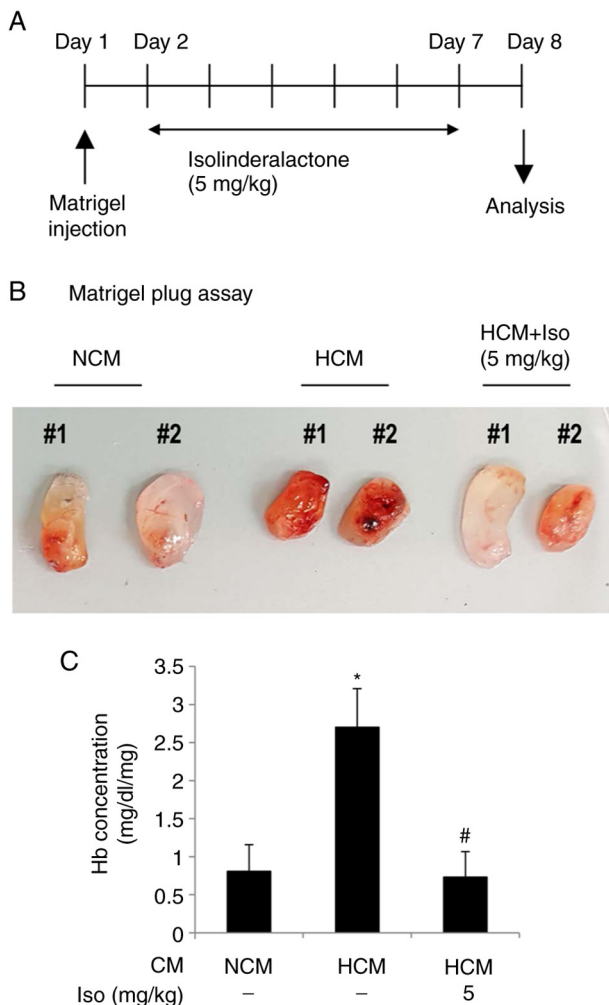 A
Day 1 Day 2 Day 7 Day 8
Isolinderalactone
(5 mg/kg)
Matrigel
injection
Analysis
B Matrigel plug assay
NCM HCM HCM+Iso
(5 mg/kg)
#1 #2 #1 #2 #1 #2
C
3.5
3
2.5
2
1.5
1
0.5
0
Hb concentration
(mg/dl/mg)
*
#
CM NCM HCM HCM
Iso (mg/kg) – – 5